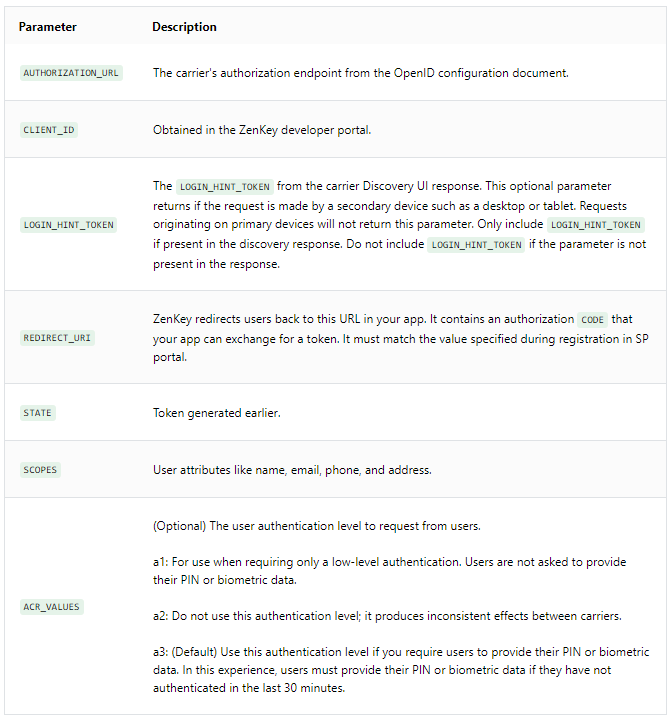 Parameter Description
AUTHORIZATION_URL The carrier's authorization endpoint from the OpenID configuration document.
CLIENT_ID Obtained in the ZenKey developer portal.
LOGIN_HINT_TOKEN
The LOGIN_HINT_TOKEN from the carrier Discovery UI response. This optional parameter
returns if the request is made by a secondary device such as a desktop or tablet. Requests
originating on primary devices will not return this parameter. Only include LOGIN_HINT_TOKEN
if present in the discovery response. Do not include LOGIN_HINT_TOKEN if the parameter is not
present in the response.
REDIRECT_URI
ZenKey redirects users back to this URL in your app. It contains an authorization CODE that
your app can exchange for a token. It must match the value specified during registration in SP
portal.
STATE Token generated earlier.
SCOPES User attributes like name, email, phone, and address.
ACR_VALUES
(Optional) The user authentication level to request from users.
a1: For use when requiring only a low-level authentication. Users are not asked to provide
their PIN or biometric data.
a2: Do not use this authentication level; it produces inconsistent effects between carriers.
a3: (Default) Use this authentication level if you require users to provide their PIN or biometric
data. In this experience, users must provide their PIN or biometric data if they have not
authenticated in the last 30 minutes.